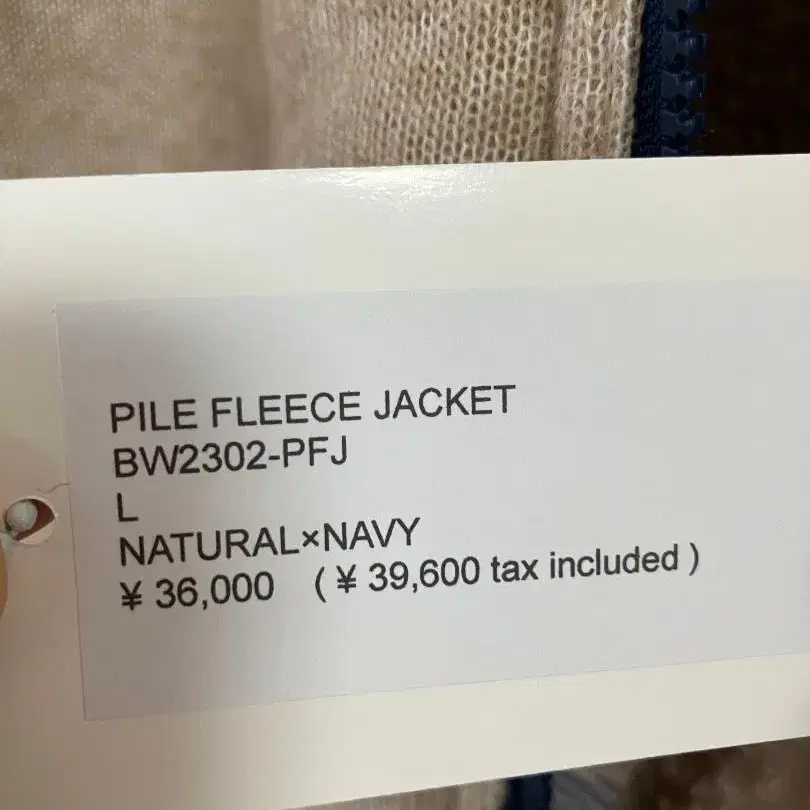 PILE FLEECE JACKET
BW2302-PFJ
L
NATURAL×NAVY
¥ 36,000 (¥ 39,600 tax included)